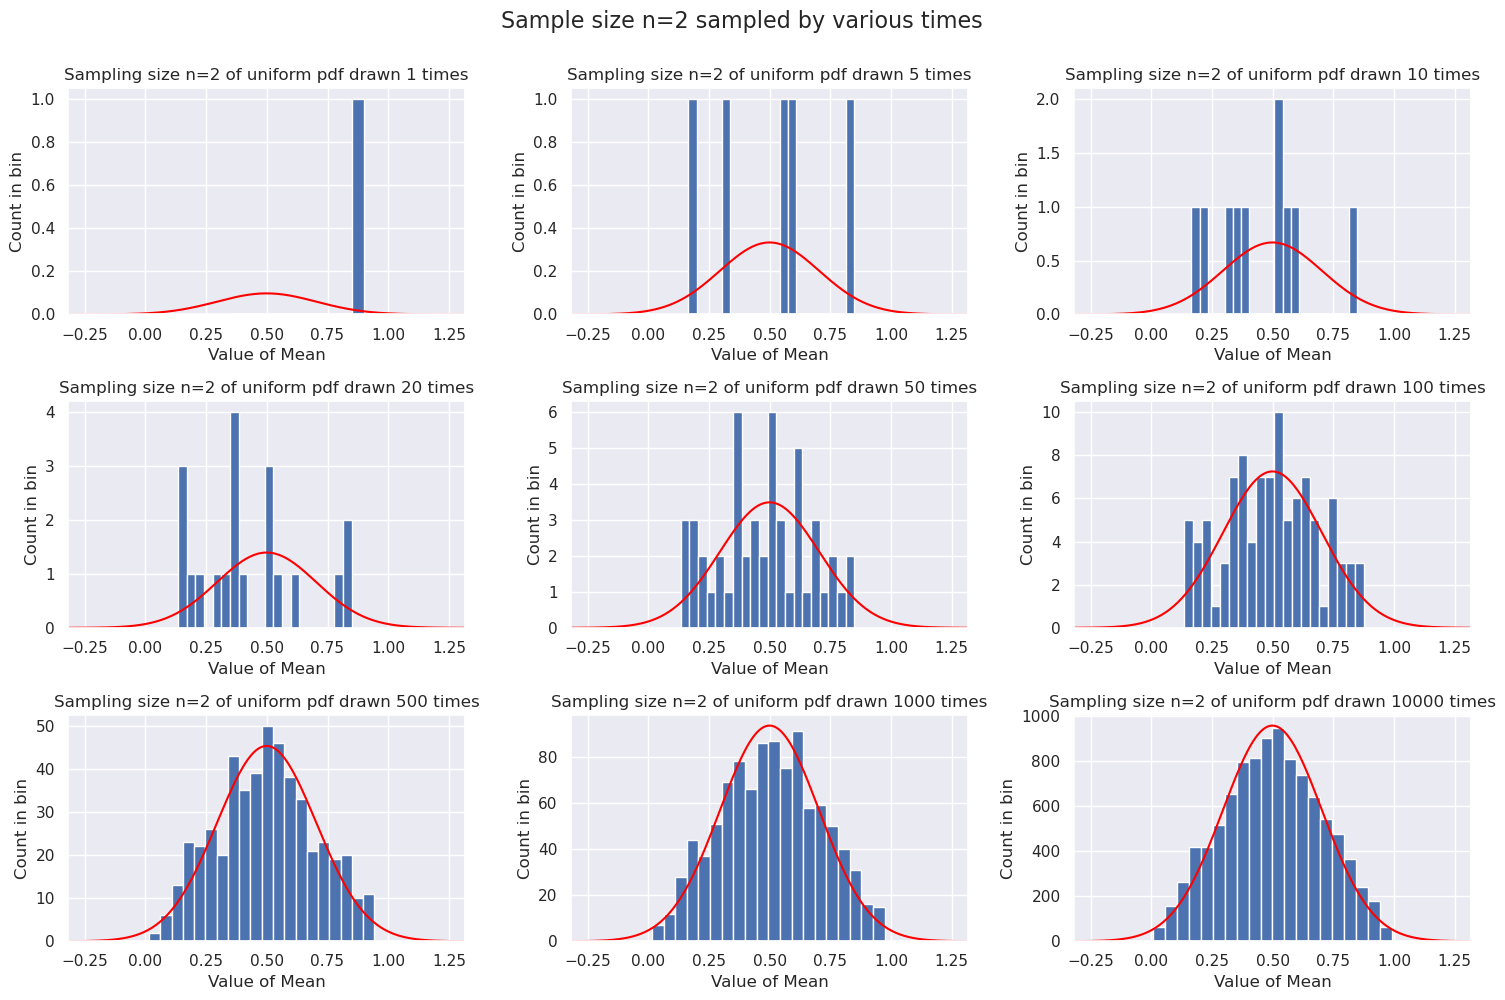 Sample size n=2 sampled by various times
Sampling size n=2 of uniform pdf drawn 1 times
Count in bin
1.0
0.8
0.6
0.4
0.2
0.0
−0.25 0.00 0.25 0.50 0.75 1.00 1.25
Value of Mean
Sampling size n=2 of uniform pdf drawn 5 times
Count in bin
1.0
0.8
0.6
0.4
0.2
0.0
−0.25 0.00 0.25 0.50 0.75 1.00 1.25
Value of Mean
Sampling size n=2 of uniform pdf drawn 10 times
Count in bin
2.0
1.5
1.0
0.5
0.0
−0.25 0.00 0.25 0.50 0.75 1.00 1.25
Value of Mean
Sampling size n=2 of uniform pdf drawn 20 times
Count in bin
4
3
2
1
0
−0.25 0.00 0.25 0.50 0.75 1.00 1.25
Value of Mean
Sampling size n=2 of uniform pdf drawn 50 times
Count in bin
6
5
4
3
2
1
0
−0.25 0.00 0.25 0.50 0.75 1.00 1.25
Value of Mean
Sampling size n=2 of uniform pdf drawn 100 times
Count in bin
10
8
6
4
2
0
−0.25 0.00 0.25 0.50 0.75 1.00 1.25
Value of Mean
Sampling size n=2 of uniform pdf drawn 500 times
Count in bin
50
40
30
20
10
0
−0.25 0.00 0.25 0.50 0.75 1.00 1.25
Value of Mean
Sampling size n=2 of uniform pdf drawn 1000 times
Count in bin
80
60
40
20
0
−0.25 0.00 0.25 0.50 0.75 1.00 1.25
Value of Mean
Sampling size n=2 of uniform pdf drawn 10000 times
Count in bin
1000
800
600
400
200
0
−0.25 0.00 0.25 0.50 0.75 1.00 1.25
Value of Mean